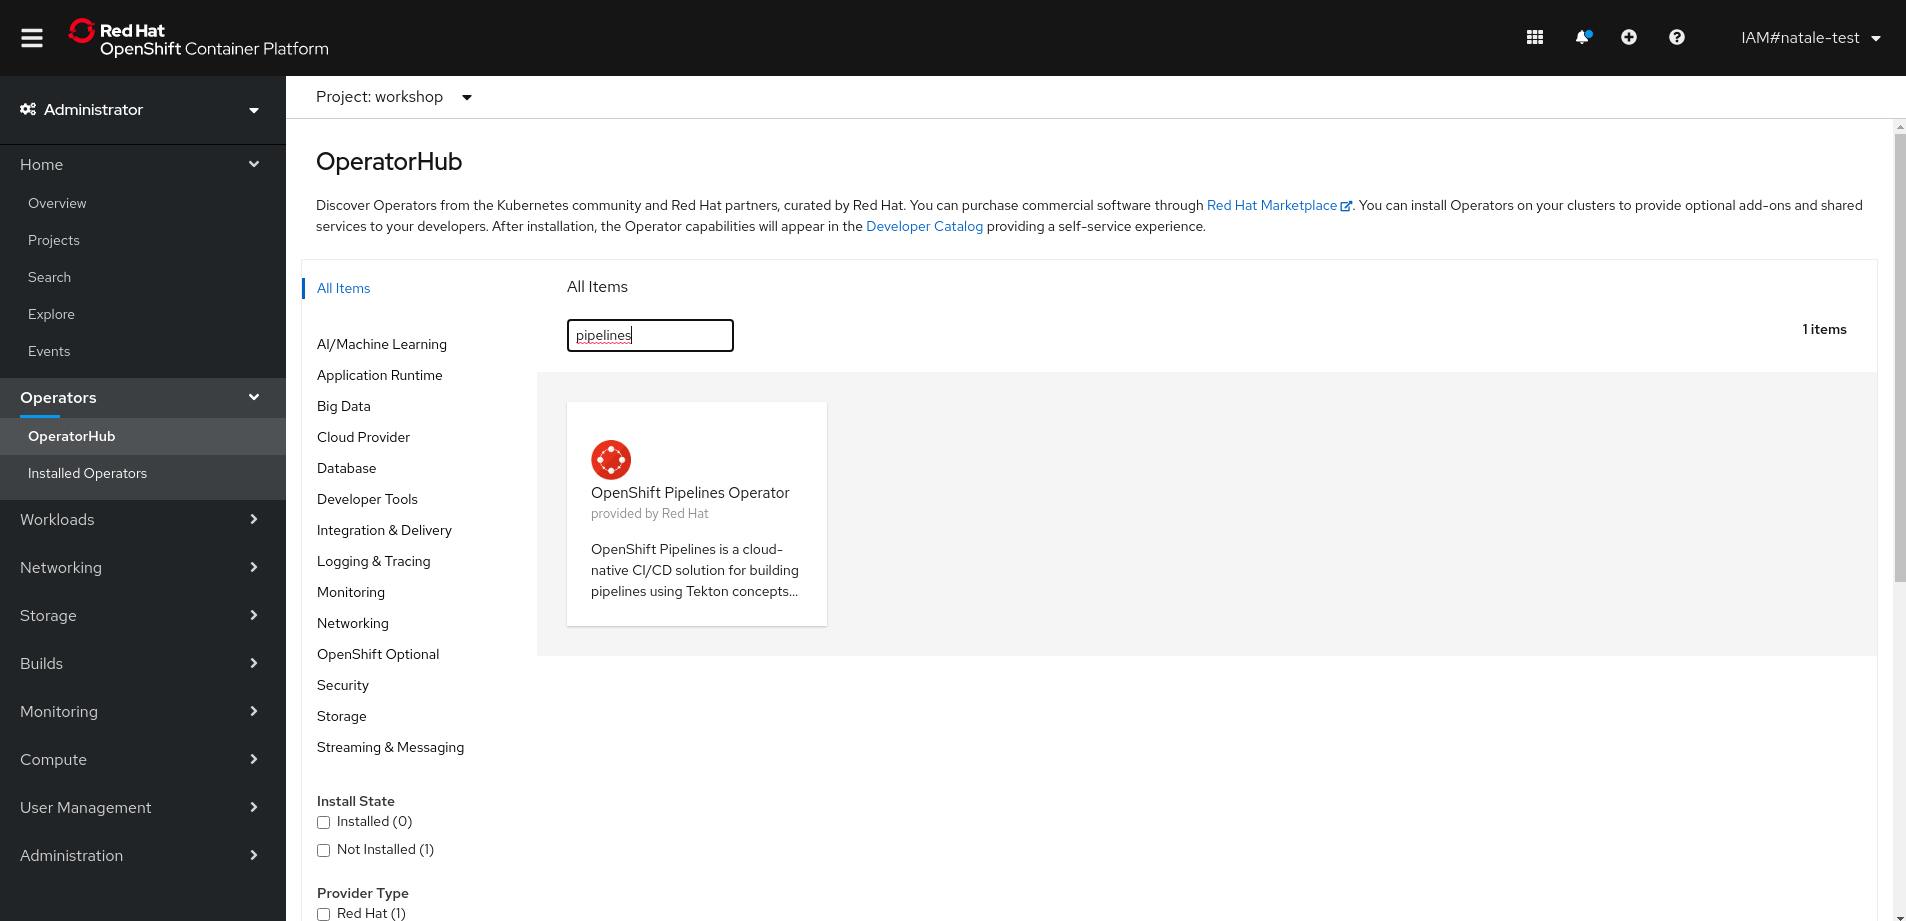 Red Hat
OpenShift Container Platform
IAM#natale-test
Administrator
Home
Overview
Projects
Search
Explore
Events
Operators
OperatorHub
Installed Operators
Workloads
Networking
Storage
Builds
Monitoring
Compute
User Management
Administration
Project: workshop
OperatorHub
Discover Operators from the Kubernetes community and Red Hat partners, curated by Red Hat. You can purchase commercial software through Red Hat Marketplace. You can install Operators on your clusters to provide optional add-ons and shared
services to your developers. After installation, the Operator capabilities will appear in the Developer Catalog providing a self-service experience.
All Items
AI/Machine Learning
Application Runtime
Big Data
Cloud Provider
Database
Developer Tools
Integration & Delivery
Logging & Tracing
Monitoring
Networking
OpenShift Optional
Security
Storage
Streaming & Messaging
Install State
Installed (0)
Not Installed (1)
Provider Type
Red Hat (1)
All Items
pipelines
1 items
OpenShift Pipelines Operator
provided by Red Hat
OpenShift Pipelines is a cloud-
native CI/CD solution for building
pipelines using Tekton concepts...